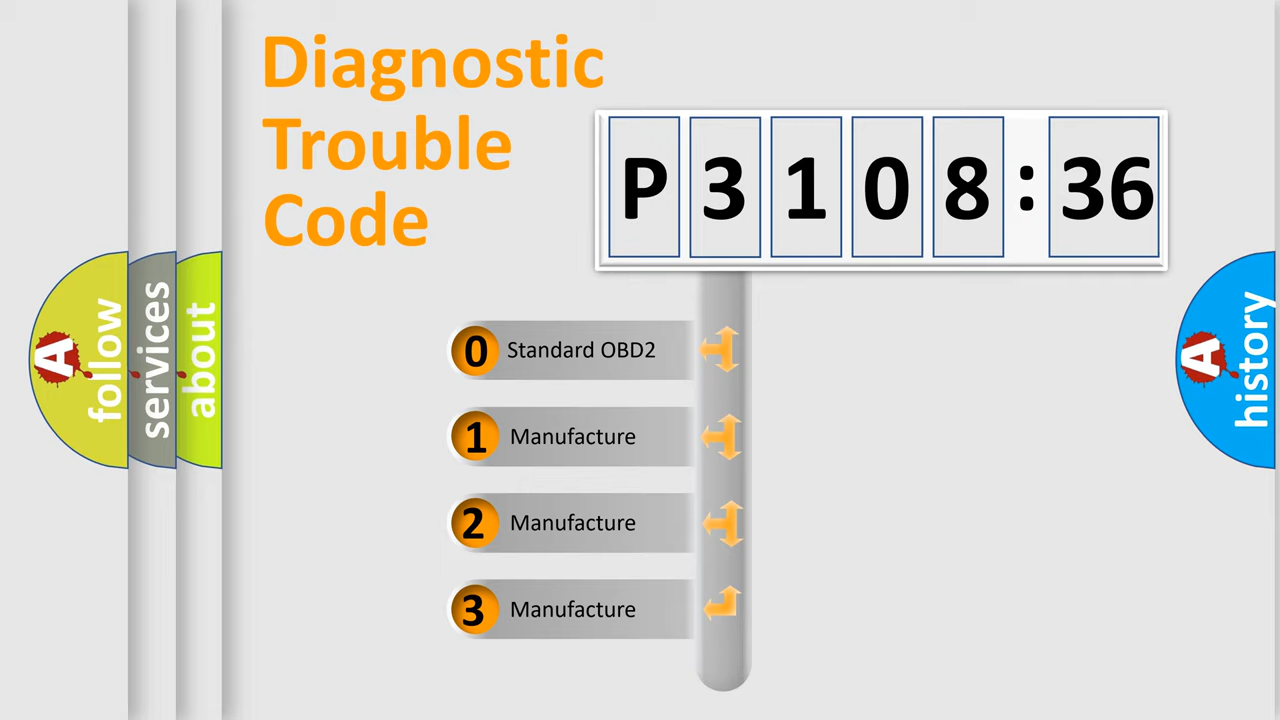 Diagnostic
Trouble
Code
P 3 1 0 8 : 36
0 Standard OBD2
1 Manufacture
2 Manufacture
3 Manufacture
A follow
services
about
A history